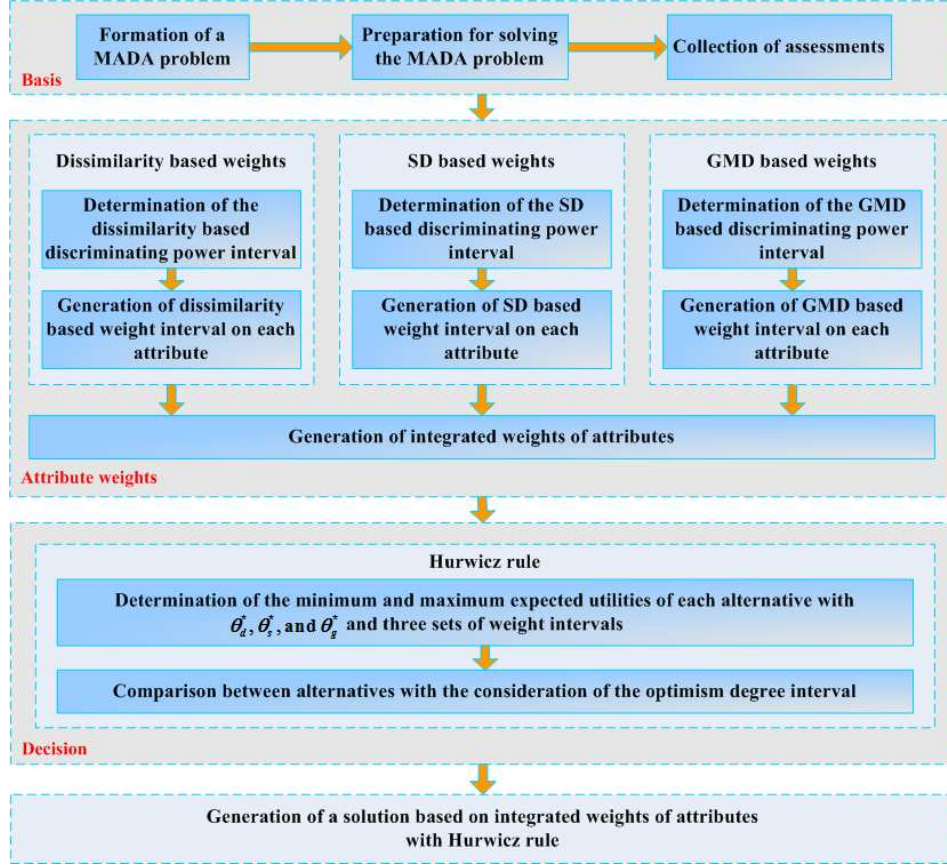 Formation of a
MADA problem
Preparation for solving
the MADA problem
Collection of assessments
Basis
Dissimilarity based weights
Determination of the
dissimilarity based
discriminating power interval
Generation of dissimilarity
based weight interval on each
attribute
SD based weights
Determination of the SD
based discriminating power
interval
Generation of SD based
weight interval on each
attribute
GMD based weights
Determination of the GMD
based discriminating power
interval
Generation of GMD based
weight interval on each
attribute
Generation of integrated weights of attributes
Attribute weights
Hurwicz rule
Determination of the minimum and maximum expected utilities of each alternative with
θ*d, θ*s, and θ*g and three sets of weight intervals
Comparison between alternatives with the consideration of the optimism degree interval
Decision
Generation of a solution based on integrated weights of attributes
with Hurwicz rule